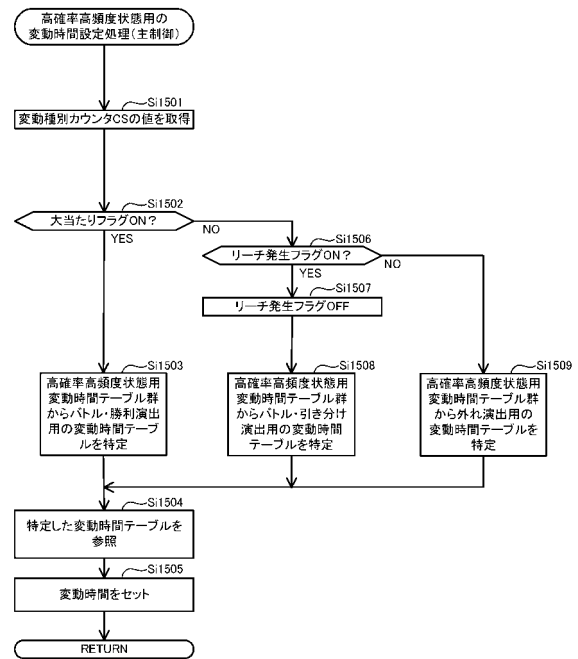 高確率高頻度状態用の
変動時間設定処理(主制御)
Si1501
変動種別カウンタCSの値を取得
Si1502
大当たりフラグON?
NO
YES
Si1506
リーチ発生フラグON?
NO
YES
Si1507
リーチ発生フラグOFF
Si1503
高確率高頻度状態用
変動時間テーブル群
からバトル・勝利演出
用の変動時間テーブ
ルを特定
Si1508
高確率高頻度状態用
変動時間テーブル群
からバトル・引き分け
演出用の変動時間
テーブルを特定
Si1509
高確率高頻度状態用
変動時間テーブル群
から外れ演出用の
変動時間テーブルを
特定
Si1504
特定した変動時間テーブルを
参照
Si1505
変動時間をセット
RETURN